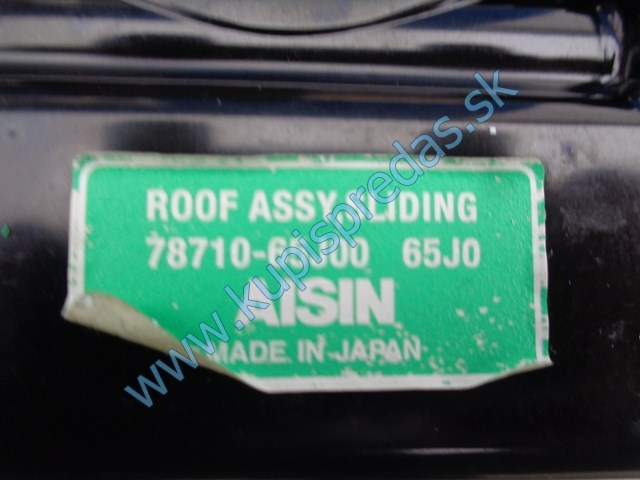 ROOF ASSY SLIDING
65J0
AISIN
MADE IN JAPAN
www.kupispredas.sk